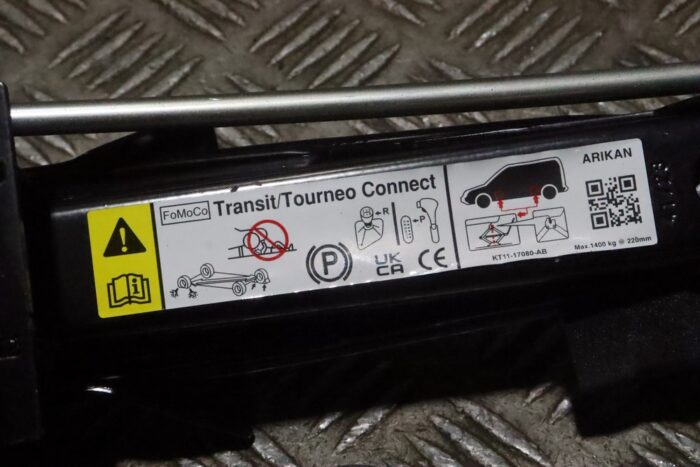 FoMoCo Transit/Tourneo Connect
R
P
(P)
UK
CA CE
ARIKAN
KT11-17080-AB
Max.1400 kg @ 220mm